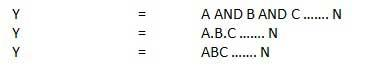 Y = A AND B AND C ....... N
Y = A.B.C ....... N
Y = ABC ....... N